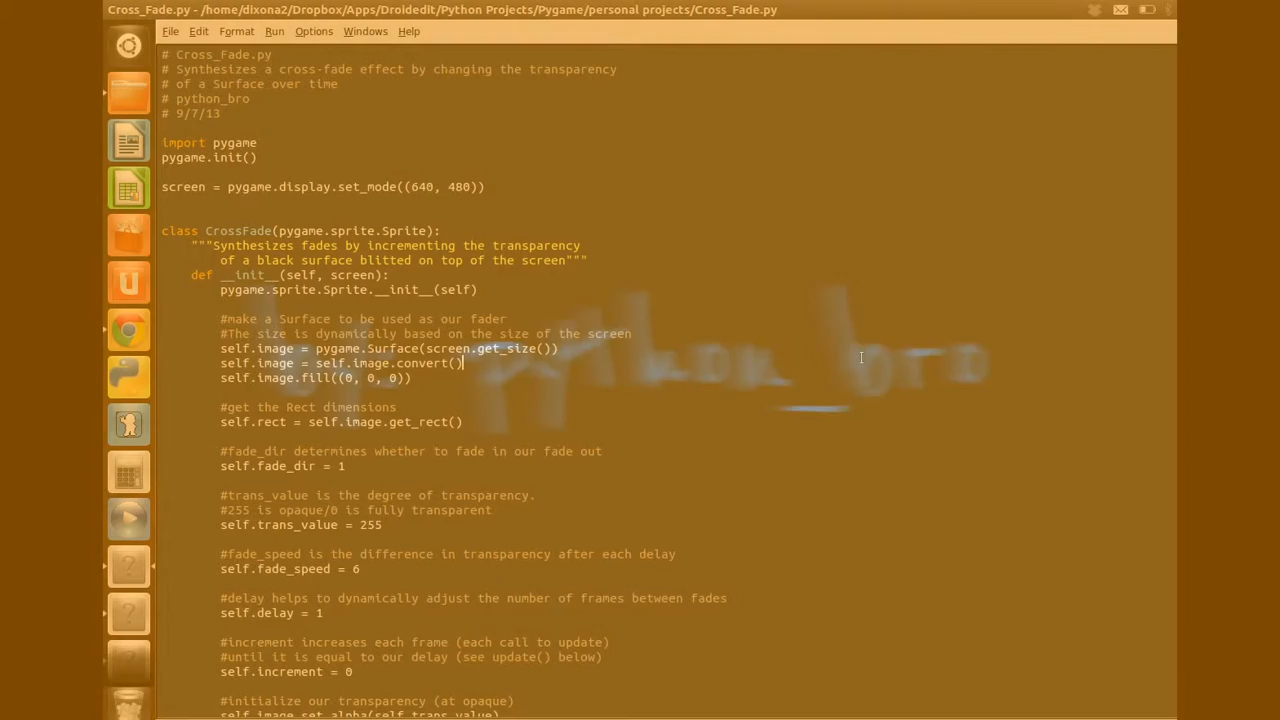 Cross_Fade.py - /home/dixona2/Dropbox/Apps/Droidedit/Python Projects/Pygame/personal projects/Cross_Fade.py
File Edit Format Run Options Windows Help
# Cross_Fade.py
# Synthesizes a cross-fade effect by changing the transparency
# of a Surface over time
# python_bro
# 9/7/13
import pygame
pygame.init()
screen = pygame.display.set_mode((640, 480))
class CrossFade(pygame.sprite.Sprite):
"""Synthesizes fades by incrementing the transparency
of a black surface blitted on top of the screen"""
def __init__(self, screen):
pygame.sprite.Sprite.__init__(self)
#make a Surface to be used as our fader
#The size is dynamically based on the size of the screen
self.image = pygame.Surface(screen.get_size())
self.image = self.image.convert()
self.image.fill((0, 0, 0))
by: python_bro
#get the Rect dimensions
self.rect = self.image.get_rect()
#fade_dir determines whether to fade in our fade out
self.fade_dir = 1
#trans_value is the degree of transparency.
#255 is opaque/0 is fully transparent
self.trans_value = 255
#fade_speed is the difference in transparency after each delay
self.fade_speed = 6
#delay helps to dynamically adjust the number of frames between fades
self.delay = 1
#increment increases each frame (each call to update)
#until it is equal to our delay (see update() below)
self.increment = 0
#initialize our transparency (at opaque)
self.image.set_alpha(self.trans_value)